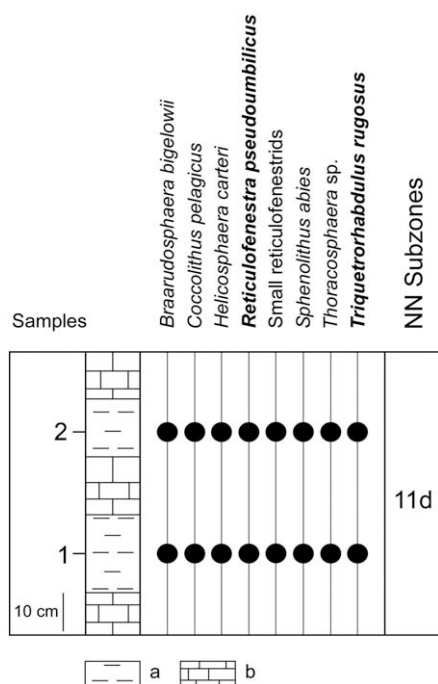 Braarudosphaera bigelowii
Coccolithus pelagicus
Helicosphaera carteri
Reticulofenestra pseudoumbilicus
Small reticulofenestrids
Sphenolithus abies
Thoracosphaera sp.
Triquetrorhabdulus rugosus
NN Subzones
Samples
2
11d
1
10 cm
a
b